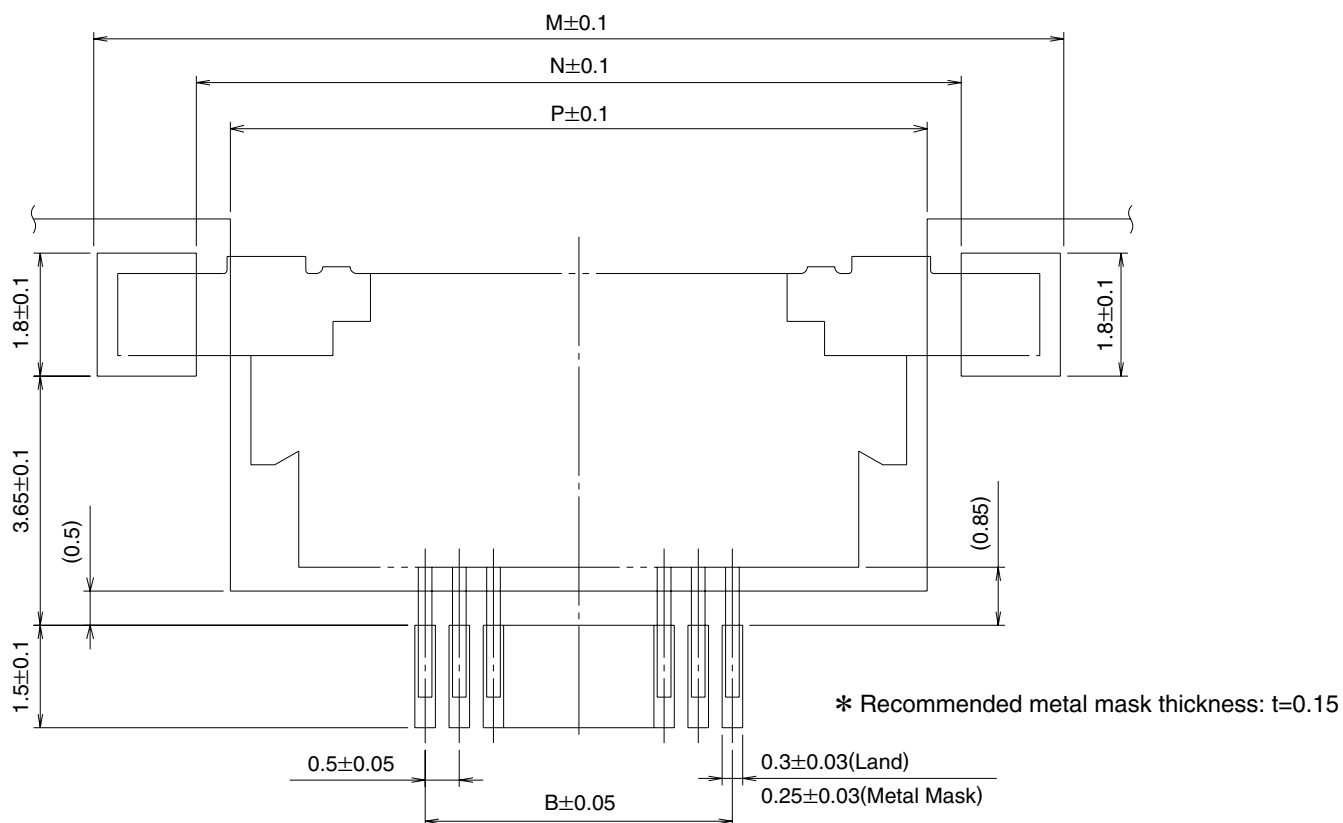 M±0.1
N±0.1
P±0.1
1.8±0.1
1.8±0.1
3.65±0.1
(0.5)
(0.85)
1.5±0.1
✻ Recommended metal mask thickness: t=0.15
0.5±0.05
0.3±0.03(Land)
0.25±0.03(Metal Mask)
B±0.05